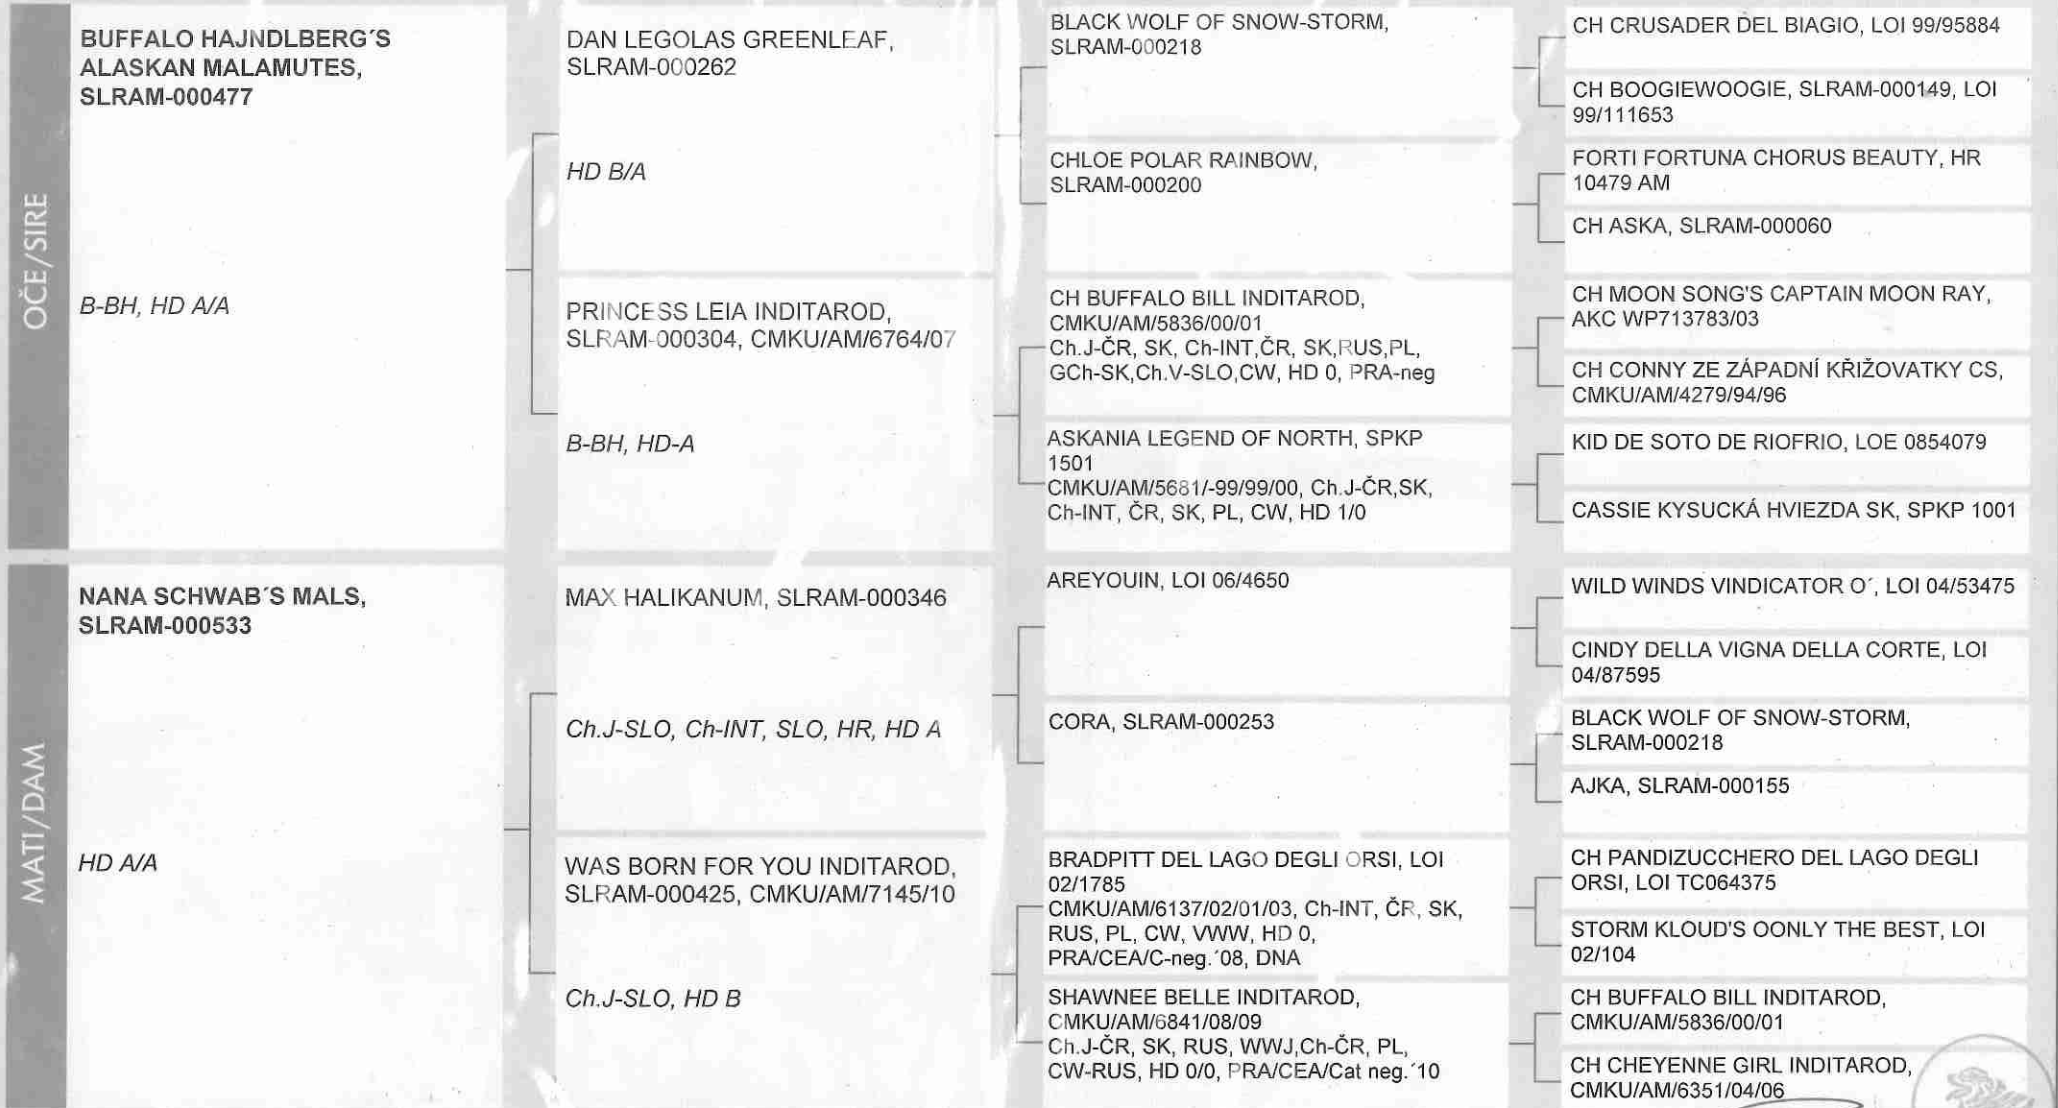 OČE/SIRE
BUFFALO HAJNDLBERG´S
ALASKAN MALAMUTES,
SLRAM-000477
B-BH, HD A/A
DAN LEGOLAS GREENLEAF,
SLRAM-000262
HD B/A
PRINCESS LEIA INDITAROD,
SLRAM-000304, CMKU/AM/6764/07
B-BH, HD-A
BLACK WOLF OF SNOW-STORM,
SLRAM-000218
CHLOE POLAR RAINBOW,
SLRAM-000200
CH BUFFALO BILL INDITAROD,
CMKU/AM/5836/00/01
Ch.J-ČR, SK, Ch-INT,ČR, SK,RUS,PL,
GCh-SK,Ch.V-SLO,CW, HD 0, PRA-neg
ASKANIA LEGEND OF NORTH, SPKP
1501
CMKU/AM/5681/-99/99/00, Ch.J-ČR,SK,
Ch-INT, ČR, SK, PL, CW, HD 1/0
CH CRUSADER DEL BIAGIO, LOI 99/95884
CH BOOGIEWOOGIE, SLRAM-000149, LOI
99/111653
FORTI FORTUNA CHORUS BEAUTY, HR
10479 AM
CH ASKA, SLRAM-000060
CH MOON SONG'S CAPTAIN MOON RAY,
AKC WP713783/03
CH CONNY ZE ZÁPADNÍ KŘIŽOVATKY CS,
CMKU/AM/4279/94/96
KID DE SOTO DE RIOFRIO, LOE 0854079
CASSIE KYSUCKÁ HVIEZDA SK, SPKP 1001
MATI/DAM
NANA SCHWAB´S MALS,
SLRAM-000533
HD A/A
MAX HALIKANUM, SLRAM-000346
Ch.J-SLO, Ch-INT, SLO, HR, HD A
WAS BORN FOR YOU INDITAROD,
SLRAM-000425, CMKU/AM/7145/10
Ch.J-SLO, HD B
AREYOUIN, LOI 06/4650
CORA, SLRAM-000253
BRADPITT DEL LAGO DEGLI ORSI, LOI
02/1785
CMKU/AM/6137/02/01/03, Ch-INT, ČR, SK,
RUS, PL, CW, VWW, HD 0,
PRA/CEA/C-neg.´08, DNA
SHAWNEE BELLE INDITAROD,
CMKU/AM/6841/08/09
Ch.J-ČR, SK, RUS, WWJ,Ch-ČR, PL,
CW-RUS, HD 0/0, PRA/CEA/Cat neg.´10
WILD WINDS VINDICATOR O´, LOI 04/53475
CINDY DELLA VIGNA DELLA CORTE, LOI
04/87595
BLACK WOLF OF SNOW-STORM,
SLRAM-000218
AJKA, SLRAM-000155
CH PANDIZUCCHERO DEL LAGO DEGLI
ORSI, LOI TC064375
STORM KLOUD'S OONLY THE BEST, LOI
02/104
CH BUFFALO BILL INDITAROD,
CMKU/AM/5836/00/01
CH CHEYENNE GIRL INDITAROD,
CMKU/AM/6351/04/06